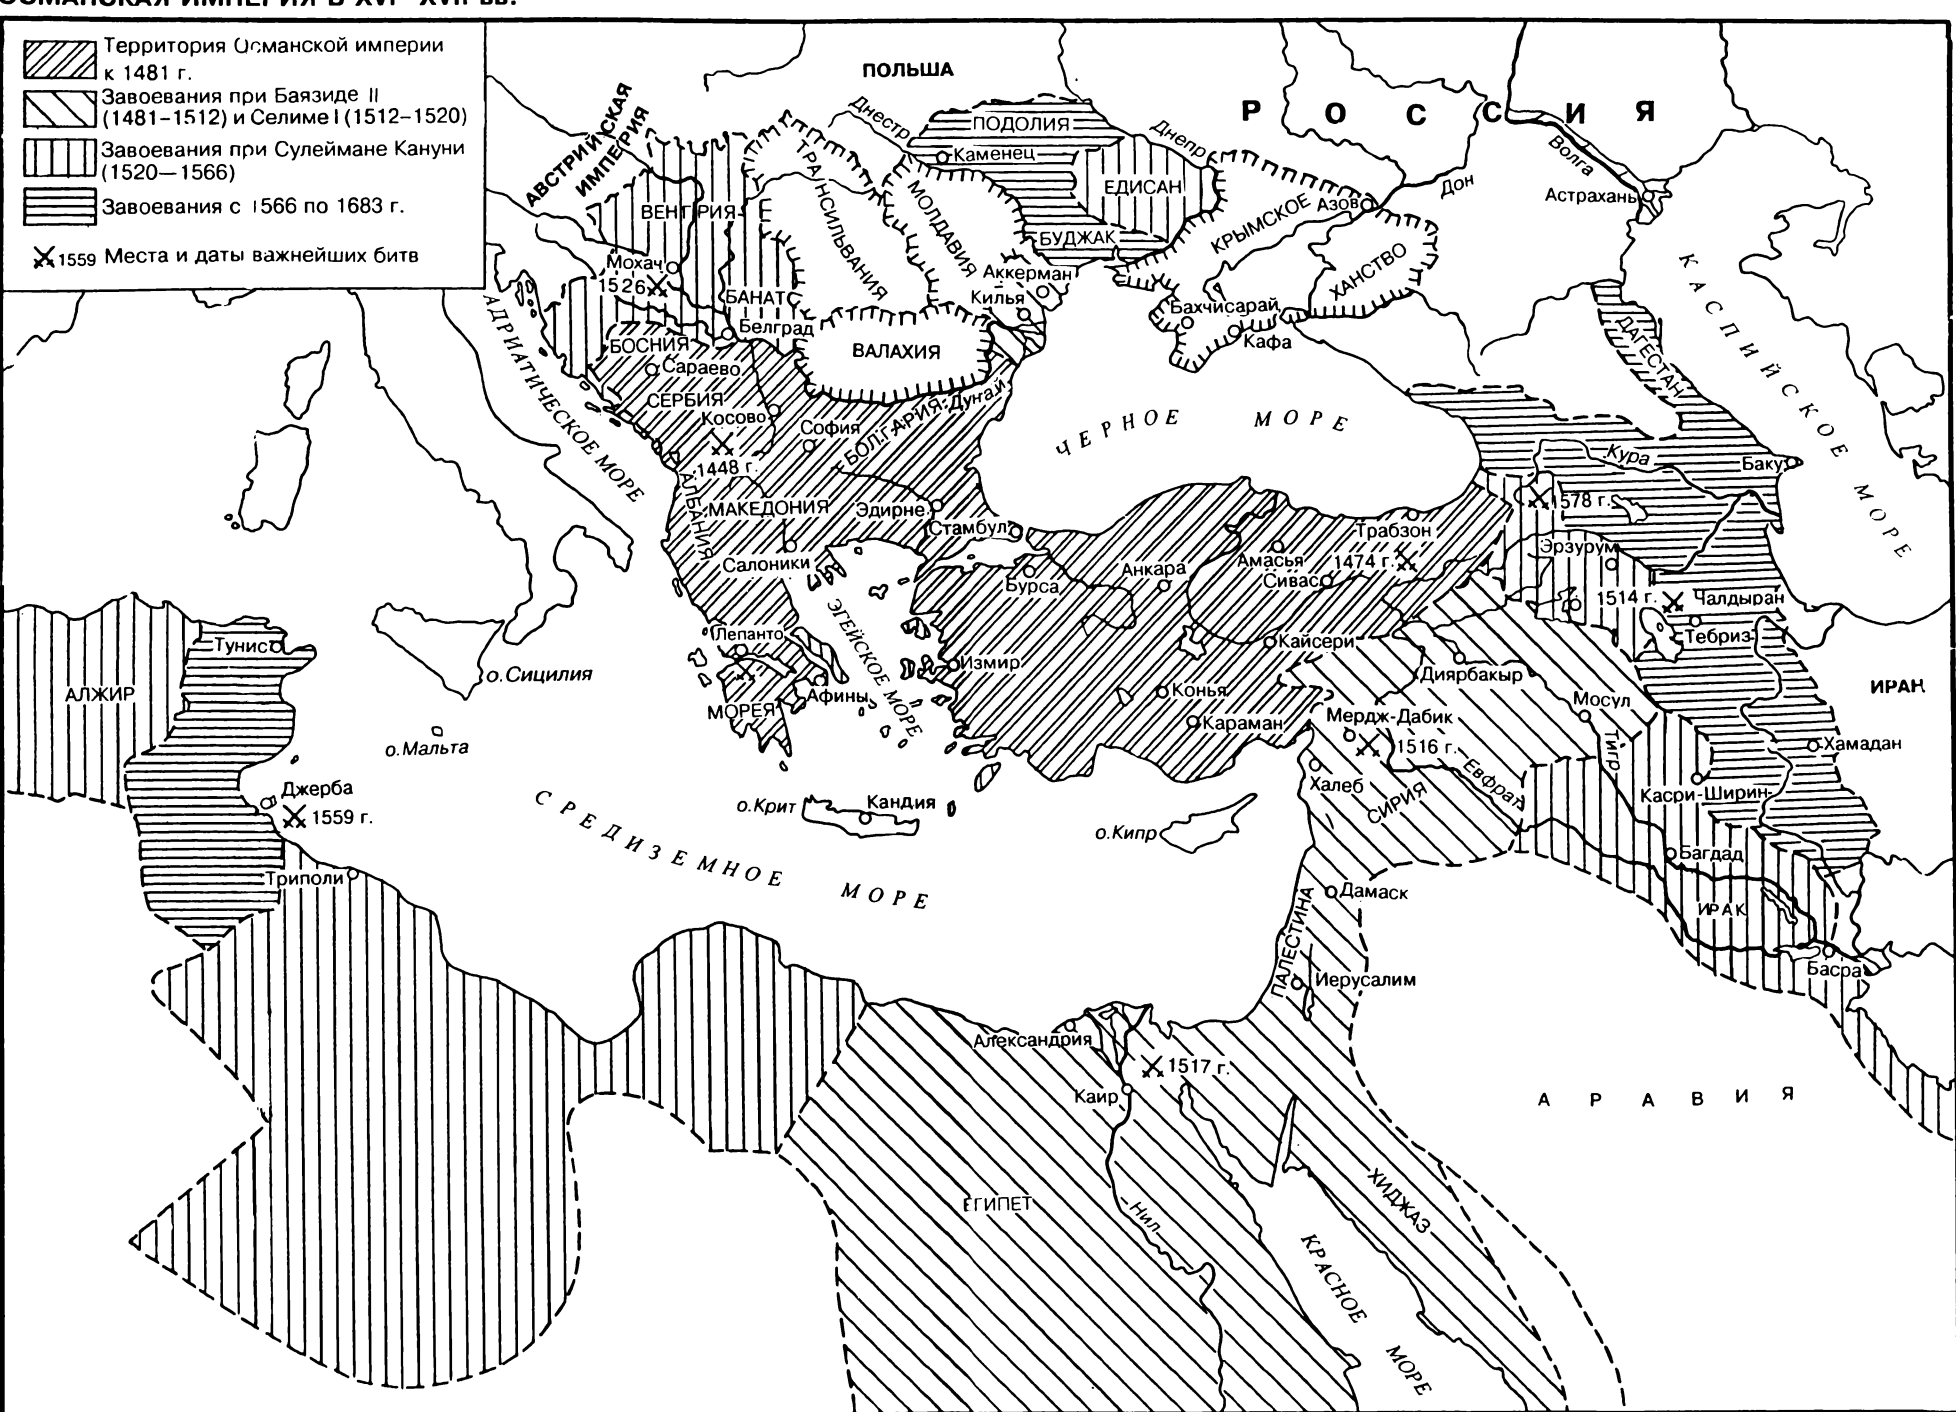 ОСМАНСКАЯ ИМПЕРИЯ В XVI–XVII вв.
Территория Османской империи
к 1481 г.
Завоевания при Баязиде II
(1481–1512) и Селиме I (1512–1520)
Завоевания при Сулеймане Кануни
(1520—1566)
Завоевания с 1566 по 1683 г.
1559 Места и даты важнейших битв
ПОЛЬША
РОССИЯ
АВСТРИЙСКАЯ
ИМПЕРИЯ
Днестр
ПОДОЛИЯ
Каменец
Днепр
ЕДИСАН
Волга
Дон
Астрахань
Азов
КРЫМСКОЕ
ХАНСТВО
ВЕНГРИЯ
ТРАНСИЛЬВАНИЯ
МОЛДАВИЯ
БУДЖАК
Аккерман
Килья
Мохач
1526
БАНАТ
Белград
Бахчисарай
Кафа
ВАЛАХИЯ
БОСНИЯ
Сараево
СЕРБИЯ
Косово
1448 г.
София
БОЛГАРИЯ
Дунай
АДРИАТИЧЕСКОЕ МОРЕ
ЧЕРНОЕ МОРЕ
ДАГЕСТАН
КАСПИЙСКОЕ МОРЕ
Кура
Баку
АЛБАНИЯ
МАКЕДОНИЯ
Эдирне
Стамбул
Салоники
Бурса
Анкара
Амасья
Сивас
Трабзон
1474 г.
1578 г.
Эрзурум
1514 г.
Чалдыран
Тебриз
ЭГЕЙСКОЕ МОРЕ
Лепанто
Афины
МОРЕЯ
Измир
Кайсери
Конья
Караман
Диярбакыр
Мосул
Мердж-Дабик
1516 г.
Тигр
Евфрат
Халеб
СИРИЯ
Касри-Ширин
Хамадан
ИРАН
Тунис
АЛЖИР
о.Сицилия
о.Мальта
Джерба
1559 г.
Триполи
о.Крит
Кандия
о.Кипр
СРЕДИЗЕМНОЕ МОРЕ
Багдад
ИРАК
Басра
Дамаск
ПАЛЕСТИНА
Иерусалим
Александрия
1517 г.
Каир
АРАВИЯ
ЕГИПЕТ
Нил
ХИДЖАЗ
КРАСНОЕ МОРЕ